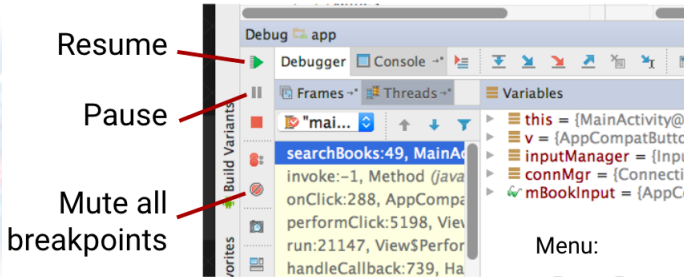 Debug app
Resume
Debugger Console
Frames Threads
Variables
Pause
Build Variants
"mai...
this = {MainActivity@
v = {AppCompatButto
inputManager = {Inpu
connMgr = {Connecti
mBookInput = {AppCo
searchBooks:49, MainAc
invoke:-1, Method (java
onClick:288, AppCompa
performClick:5198, View
run:21147, View$Perfor
handleCallback:739, Ha
Mute all
breakpoints
Menu: